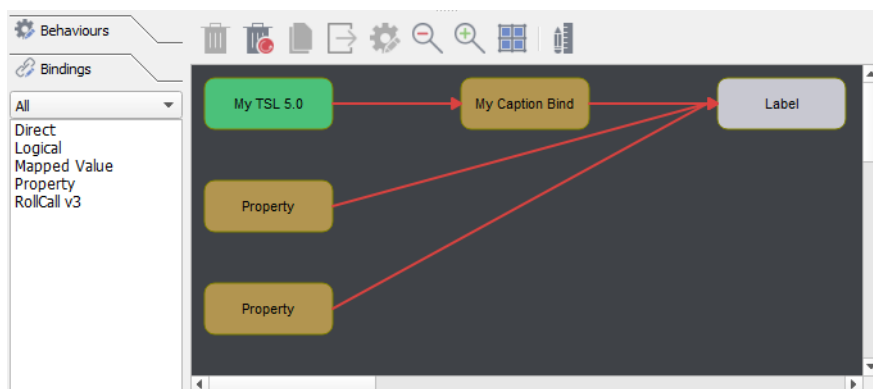 Behaviours
Bindings
All
Direct
Logical
Mapped Value
Property
RollCall v3
My TSL 5.0
My Caption Bind
Label
Property
Property